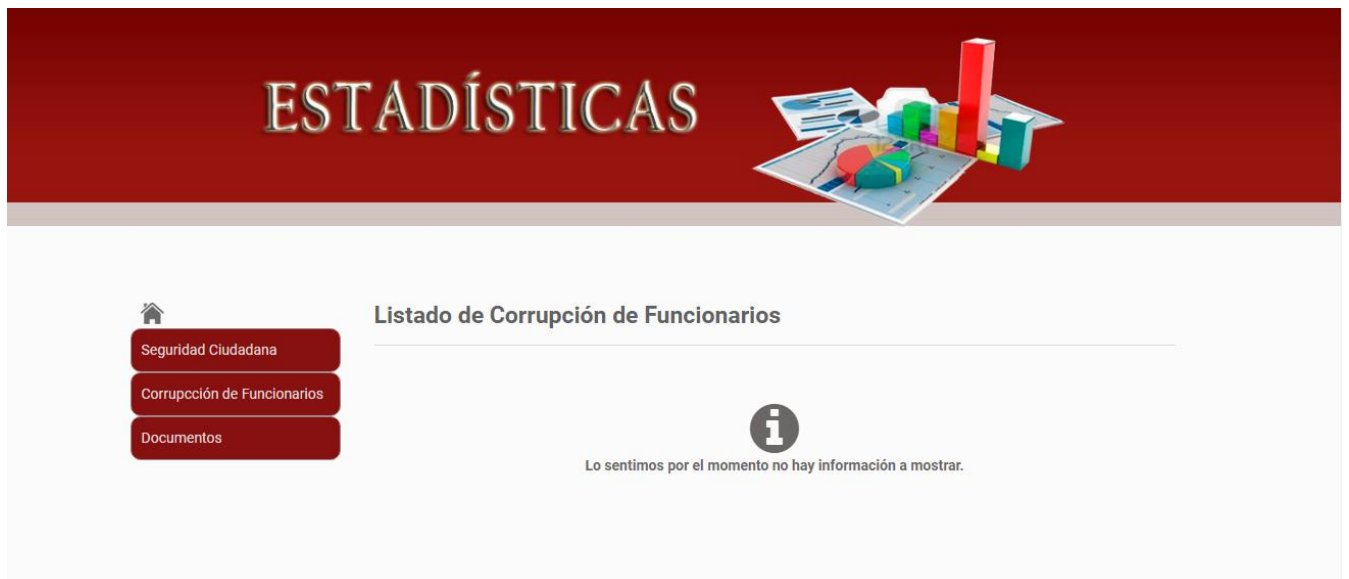 ESTADÍSTICAS
Listado de Corrupción de Funcionarios
Seguridad Ciudadana
Corrupcción de Funcionarios
Documentos
Lo sentimos por el momento no hay información a mostrar.